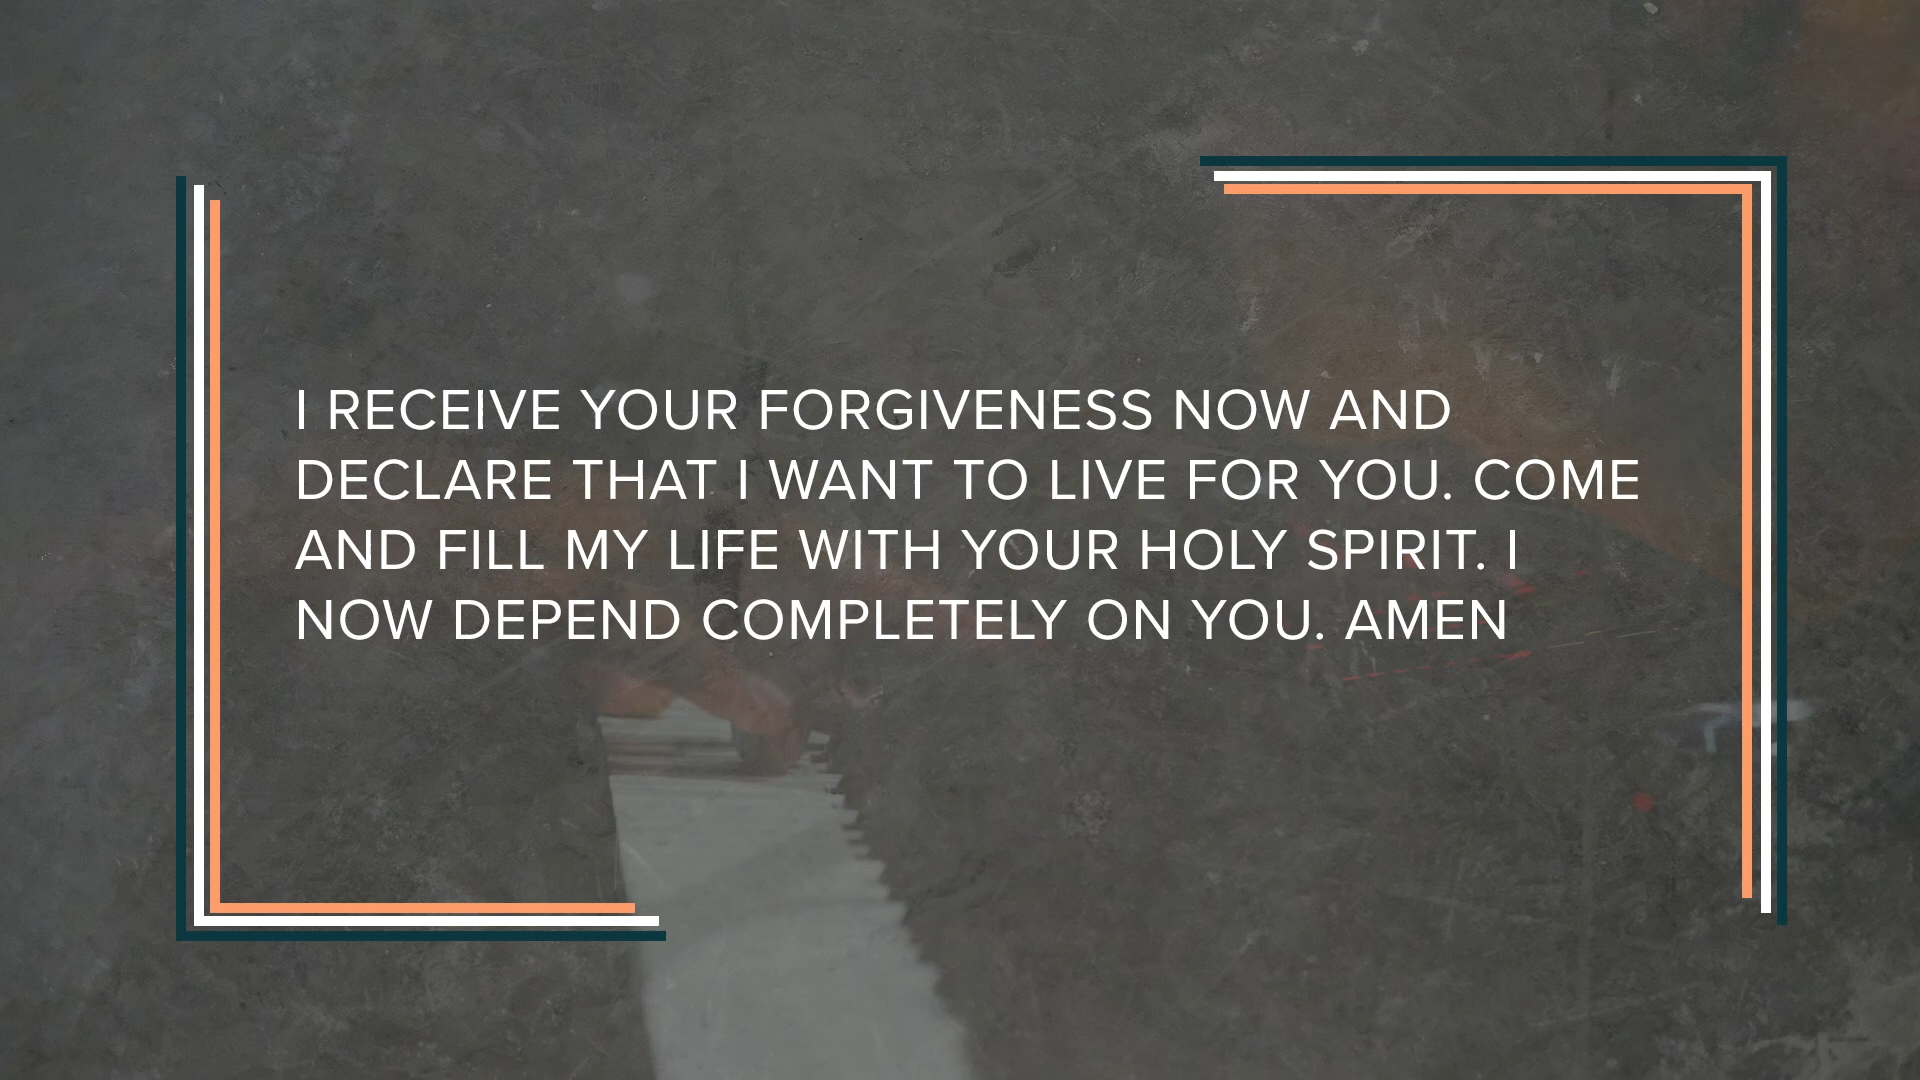 I RECEIVE YOUR FORGIVENESS NOW AND
DECLARE THAT I WANT TO LIVE FOR YOU. COME
AND FILL MY LIFE WITH YOUR HOLY SPIRIT. I
NOW DEPEND COMPLETELY ON YOU. AMEN